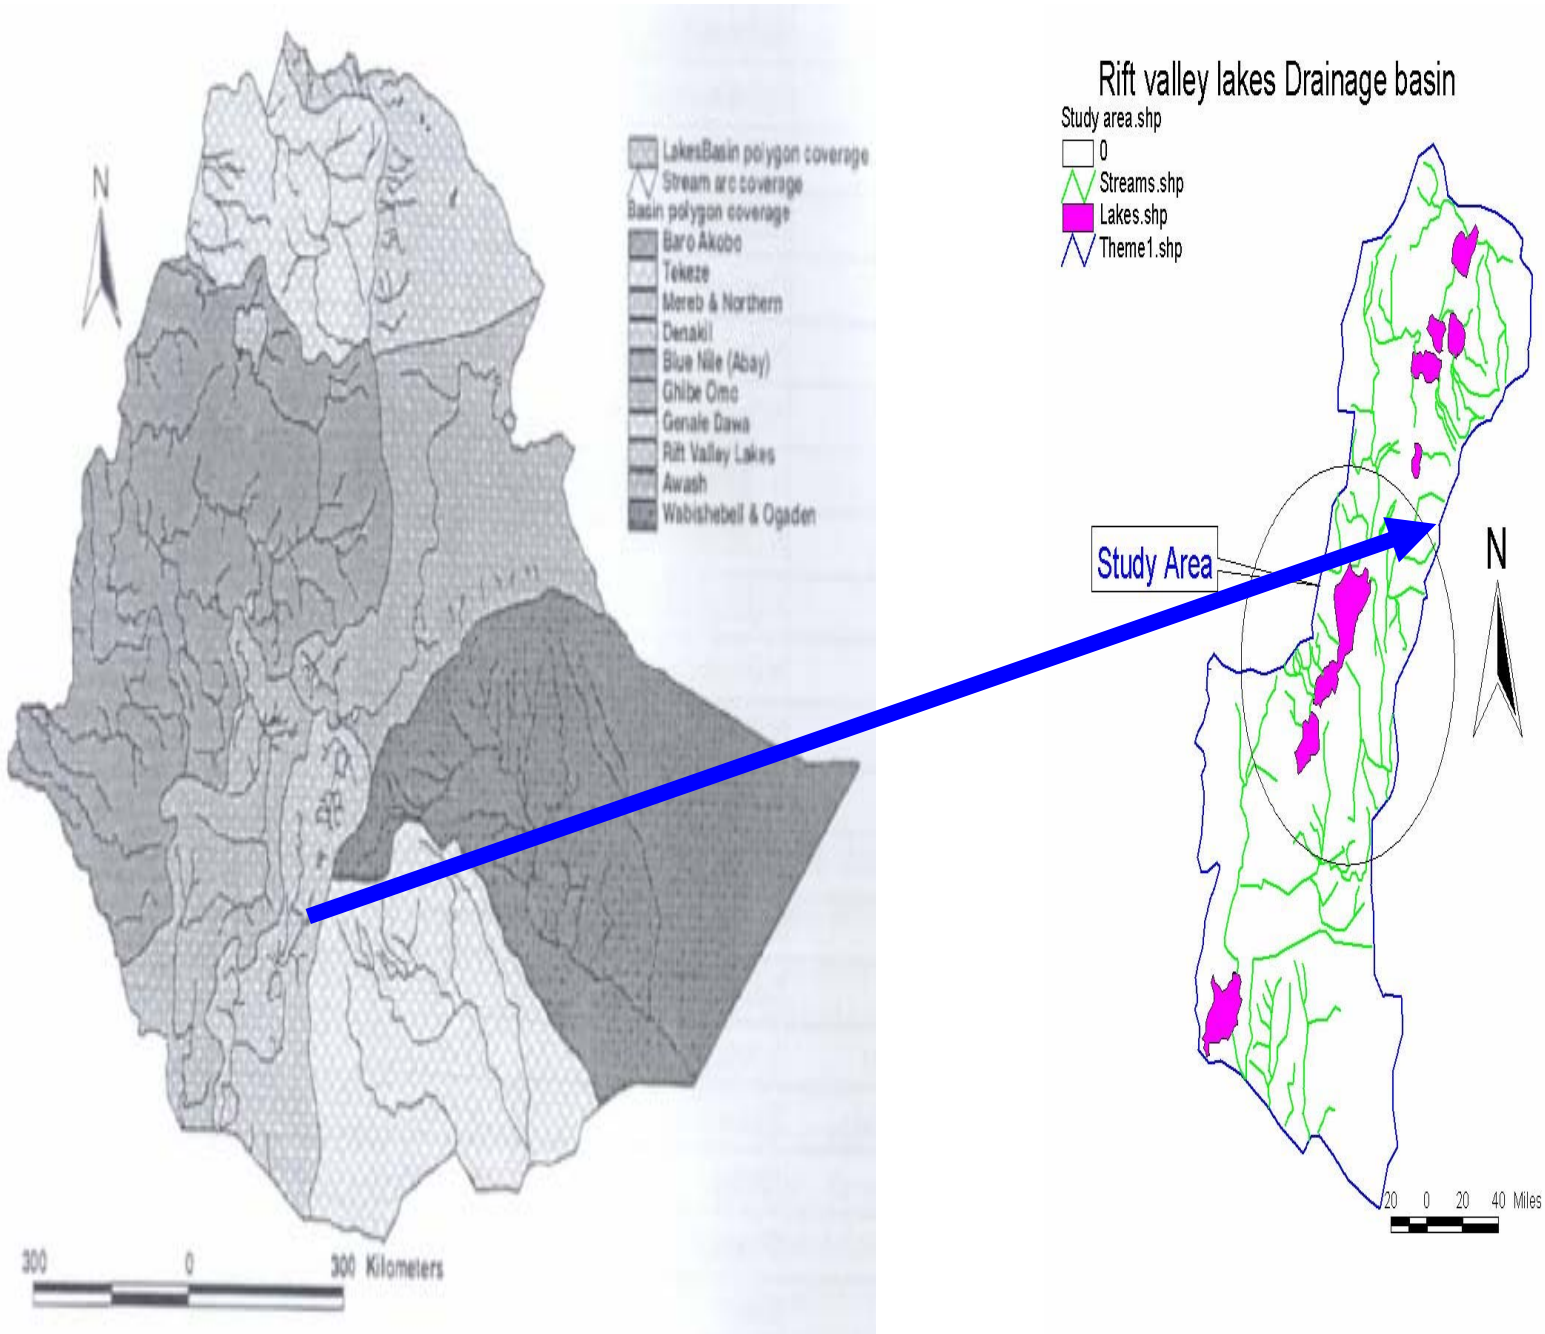 N
LakesBasin polygon coverage
Stream arc coverage
Basin polygon coverage
Baro Akobo
Tekeze
Mereb & Northern
Denakil
Blue Nile (Abay)
Ghibe Omo
Genale Dawa
Rift Valley Lakes
Awash
Wabishebell & Ogaden
300 0 300 Kilometers
Rift valley lakes Drainage basin
Study area.shp
0
Streams.shp
Lakes.shp
Theme1.shp
Study Area
N
20 0 20 40 Miles